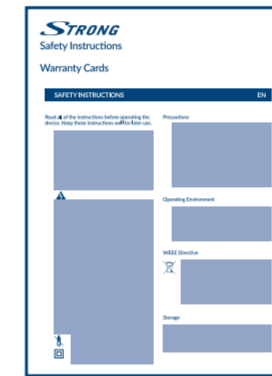 STRONG
Safety Instructions
Warranty Cards
SAFETY INSTRUCTIONS EN
Read all of the instructions before operating the
device. Keep these instructions well for later use.
Precautions
Operating Environment
WEEE Directive
Storage